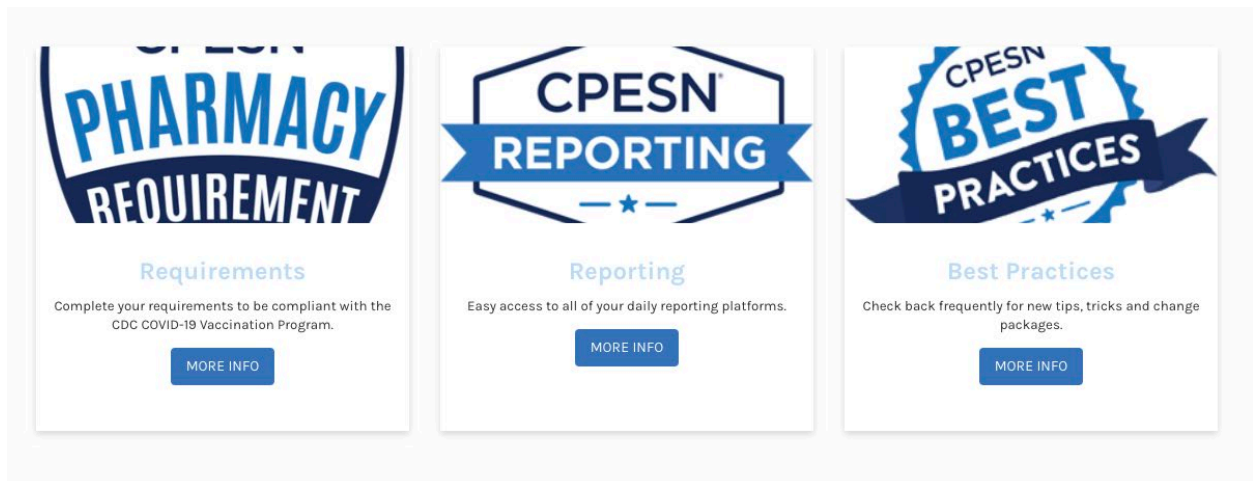 CPESN
PHARMACY
REQUIREMENT
Requirements
Complete your requirements to be compliant with the
CDC COVID-19 Vaccination Program.
MORE INFO
CPESN®
REPORTING
Reporting
Easy access to all of your daily reporting platforms.
MORE INFO
CPESN
BEST
PRACTICES
Best Practices
Check back frequently for new tips, tricks and change
packages.
MORE INFO